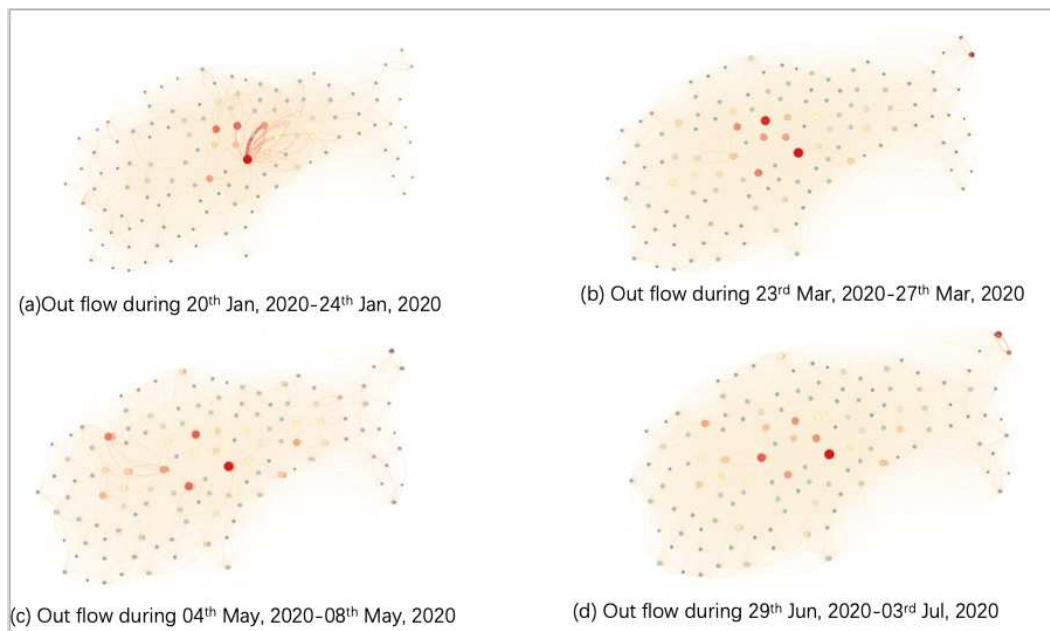 (a)Out flow during 20th Jan, 2020-24th Jan, 2020
(b) Out flow during 23rd Mar, 2020-27th Mar, 2020
(c) Out flow during 04th May, 2020-08th May, 2020
(d) Out flow during 29th Jun, 2020-03rd Jul, 2020